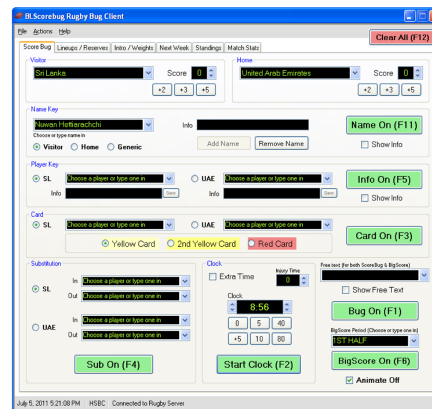 BLScorebug Rugby Bug Client
File Actions Help
Clear All (F12)
Score Bug Lineups / Reserves Intro / Weights Next Week Standings Match Stats
Visitor Home
Sri Lanka Score 0 United Arab Emirates Score 0
+2 +3 +5 +2 +3 +5
Name Key
Nuwan Hettiarachchi Info Name On (F11)
Choose or type name in
Visitor Home Generic Add Name Remove Name Show Info
Player Key
SL Choose a player or type one in UAE Choose a player or type one in Info On (F5)
Info Save Info Save Show Info
Card
SL Choose a player or type one in UAE Choose a player or type one in Card On (F3)
Yellow Card 2nd Yellow Card Red Card
Substitution Clock Free text (for both ScoreBug & BigScore)
In Choose a player or type one in Extra Time Injury Time 0
SL Show Free Text
Out Choose a player or type one in Clock
8:56 Bug On (F1)
In Choose a player or type one in 0 5 40
UAE BigScore Period (Choose or type one in)
Out Choose a player or type one in +5 10 80 1ST HALF
Sub On (F4) Start Clock (F2) BigScore On (F6)
Animate Off
July 5, 2011 5:21:08 PM HSBC Connected to Rugby Server